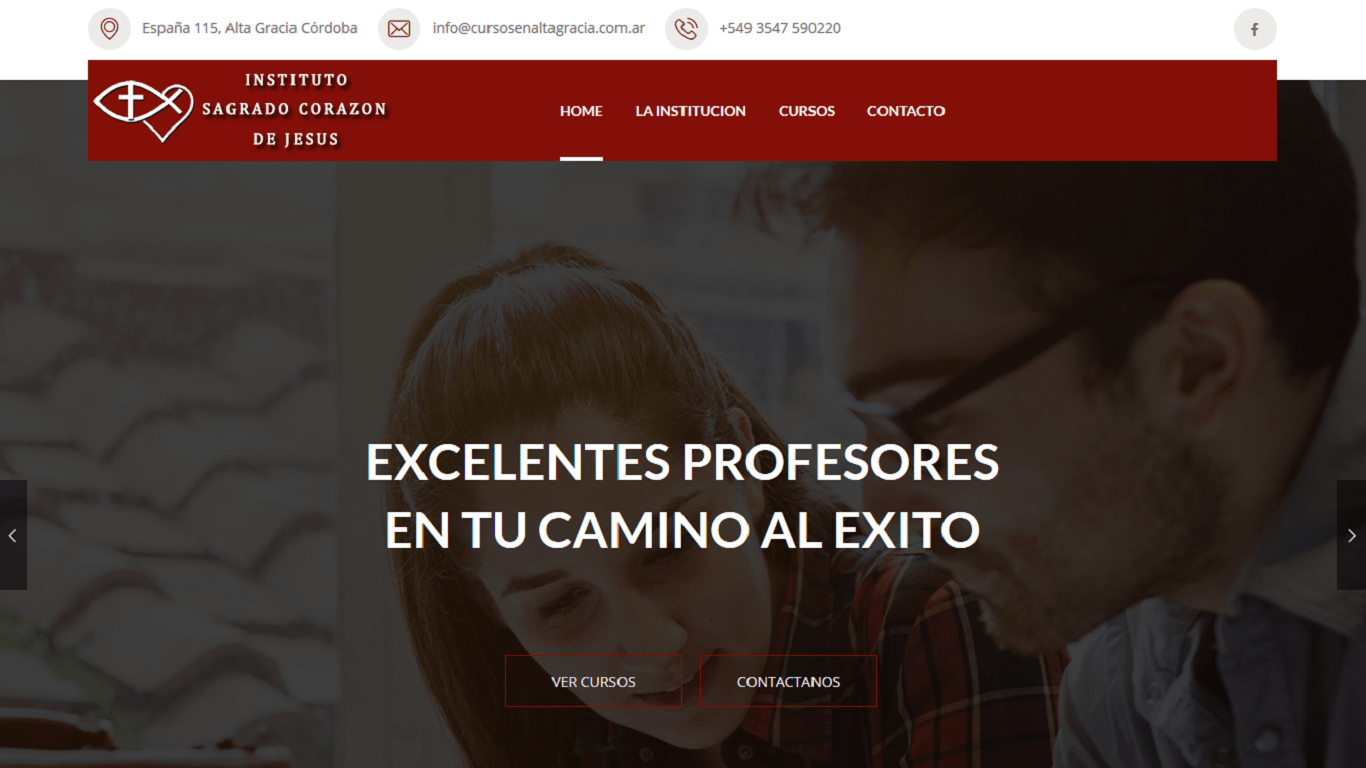 España 115, Alta Gracia Córdoba
info@cursosenaltagracia.com.ar
+549 3547 590220
INSTITUTO
SAGRADO CORAZON
DE JESUS
HOME
LA INSTITUCION
CURSOS
CONTACTO
EXCELENTES PROFESORES
EN TU CAMINO AL EXITO
VER CURSOS
CONTACTANOS